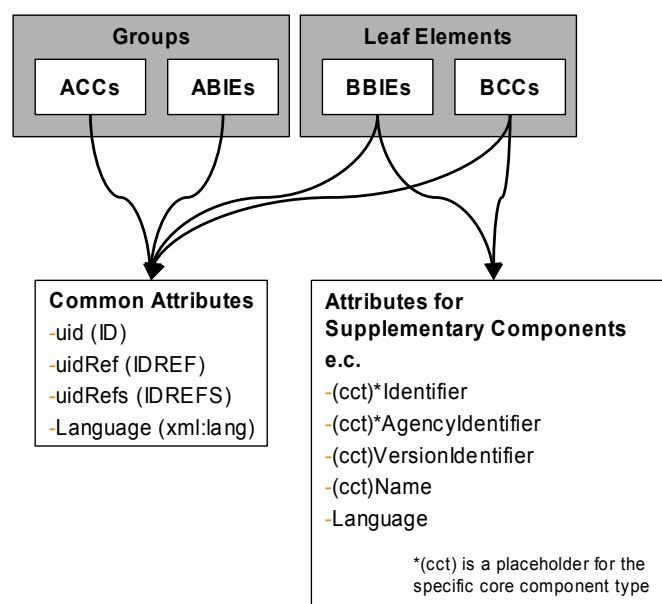 Groups
Leaf Elements
ACCs
ABIEs
BBIEs
BCCs
Common Attributes
-uid (ID)
-uidRef (IDREF)
-uidRefs (IDREFS)
-Language (xml:lang)
Attributes for
Supplementary Components
e.c.
-(cct)*Identifier
-(cct)*AgencyIdentifier
-(cct)VersionIdentifier
-(cct)Name
-Language
*(cct) is a placeholder for the
specific core component type